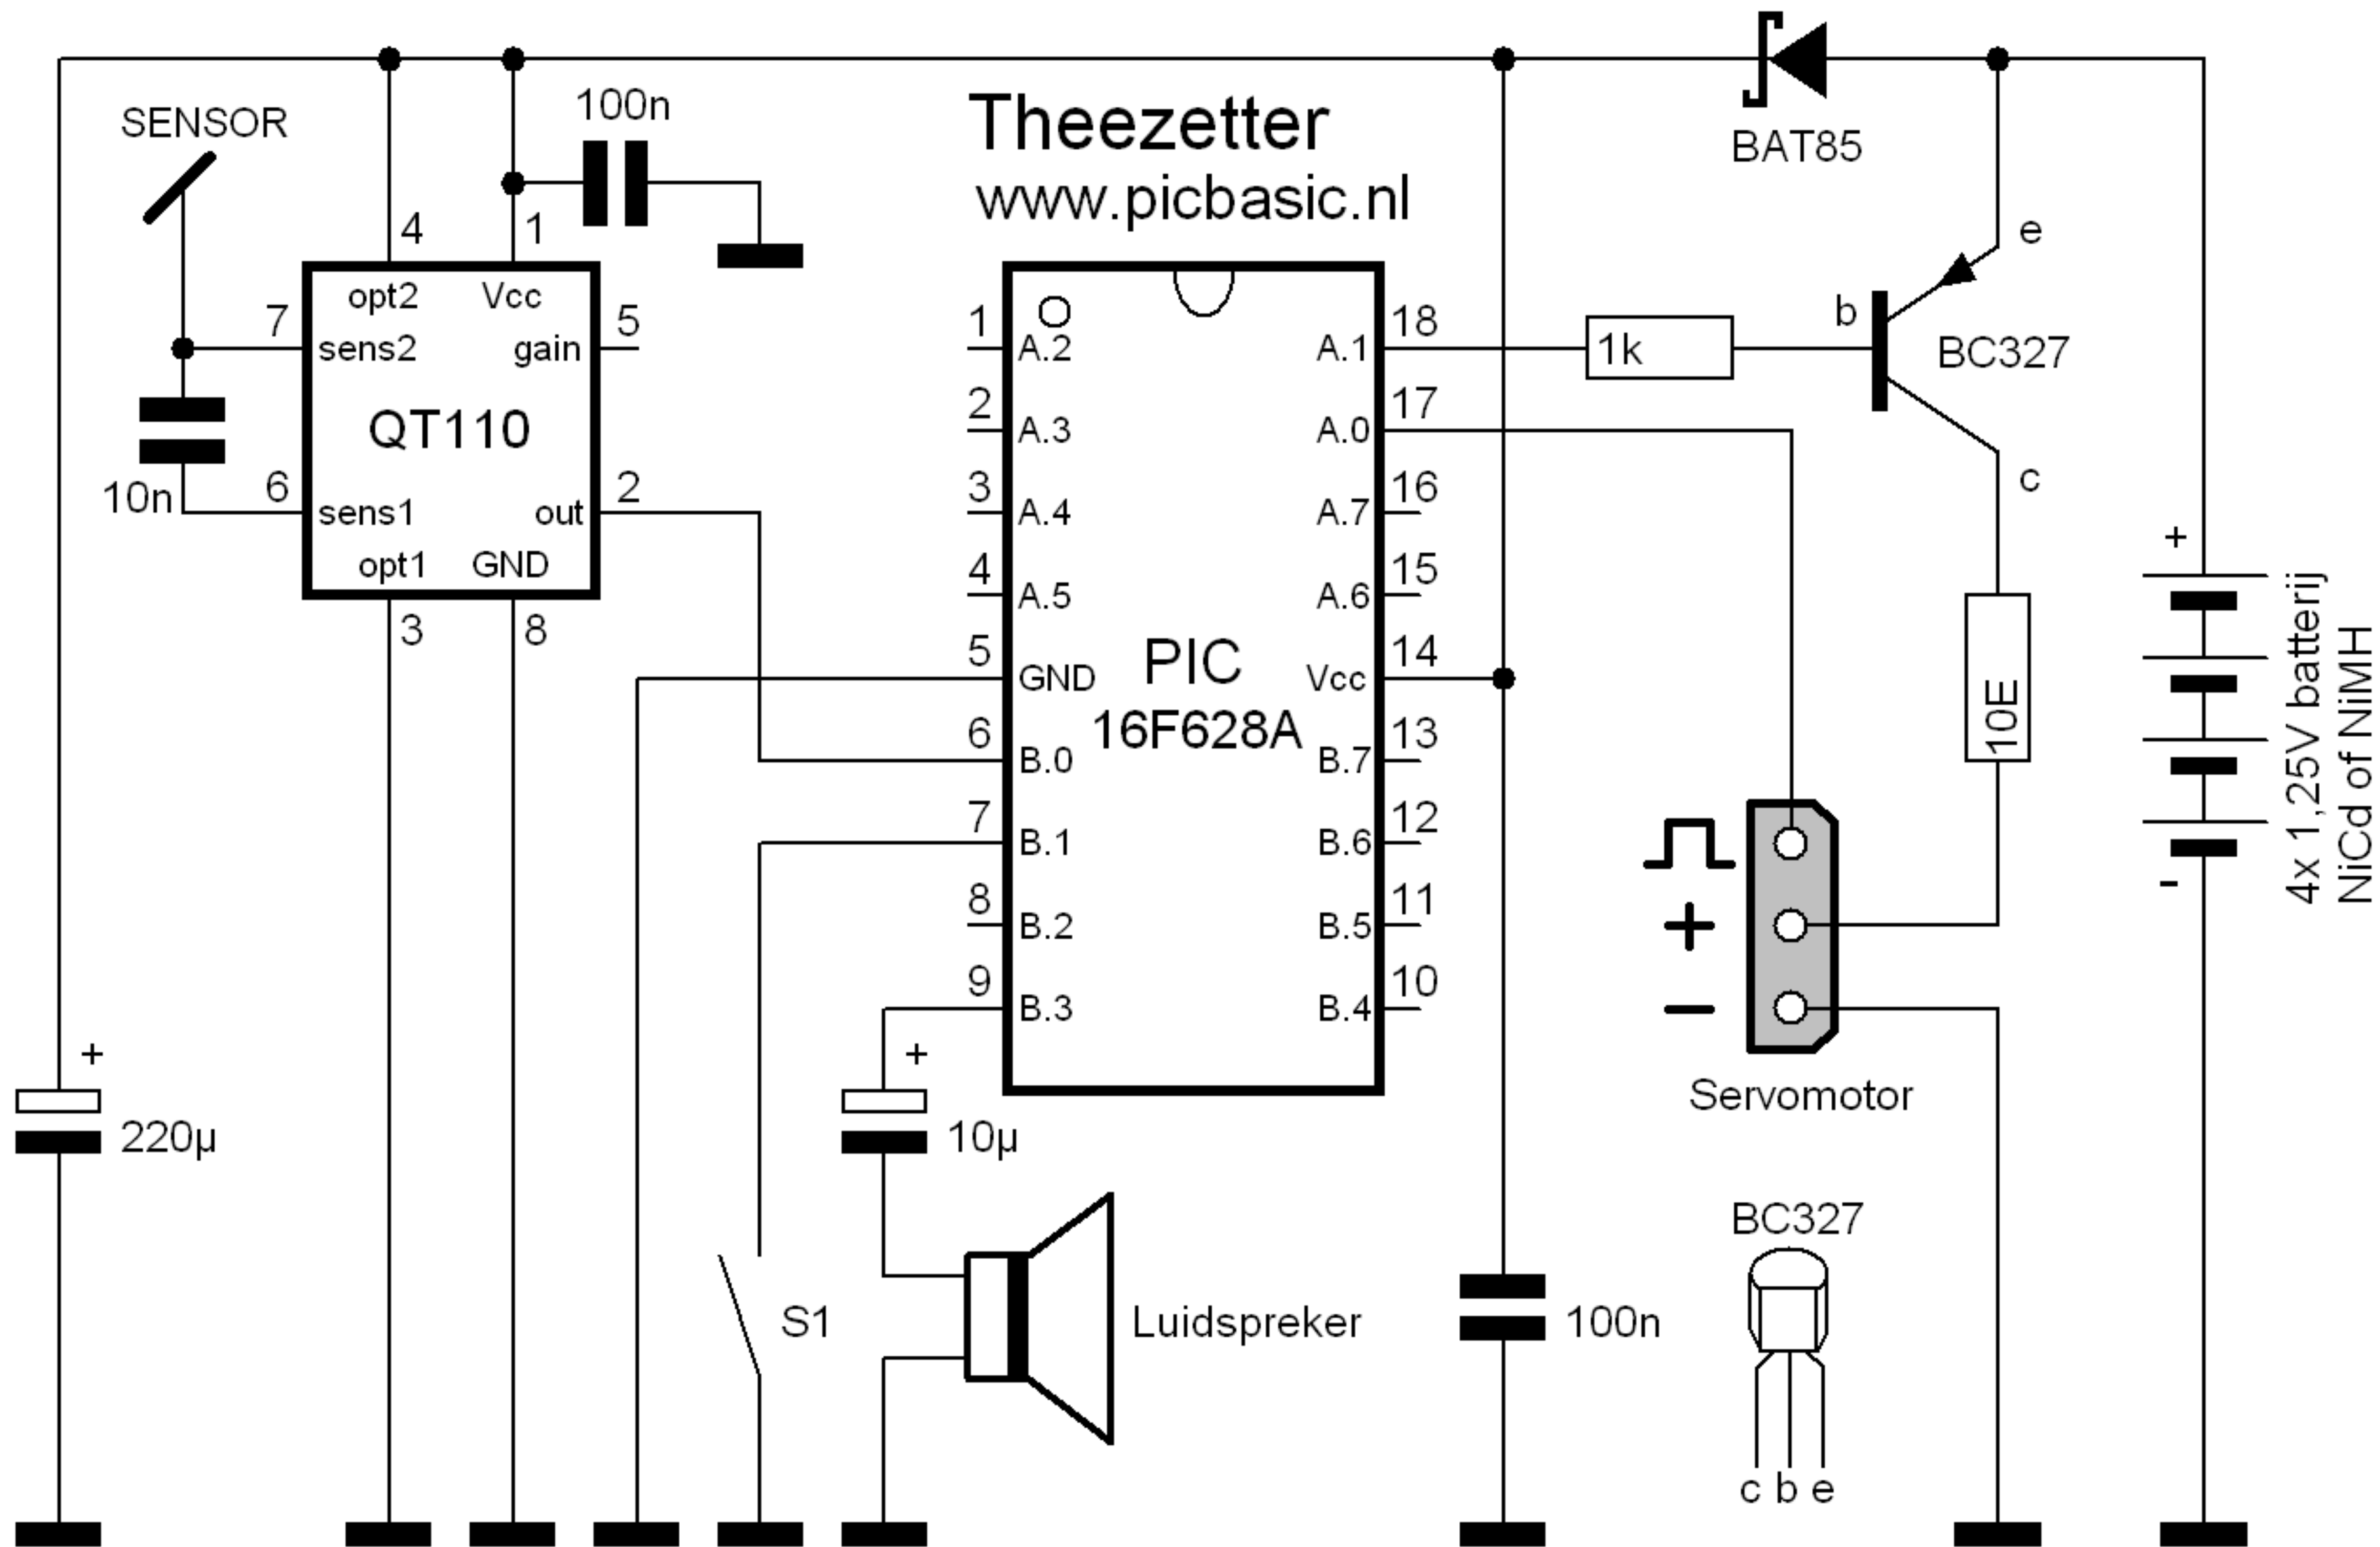 Theezetter
www.picbasic.nl
SENSOR
100n
BAT85
4
1
e
7
opt2
Vcc
5
sens2
gain
QT110
10n
6
sens1
out
2
opt1
GND
3
8
b
BC327
c
1k
1
A.2
A.1
18
2
A.3
A.0
17
3
A.4
A.7
16
4
A.5
A.6
15
5
GND
PIC
Vcc
14
6
B.0
16F628A
B.7
13
7
B.1
B.6
12
8
B.2
B.5
11
9
B.3
B.4
10
10E
+
-
4x 1,25V batterij
NiCd of NiMH
+
−
Servomotor
+
220µ
+
10µ
S1
Luidspreker
100n
BC327
c b e